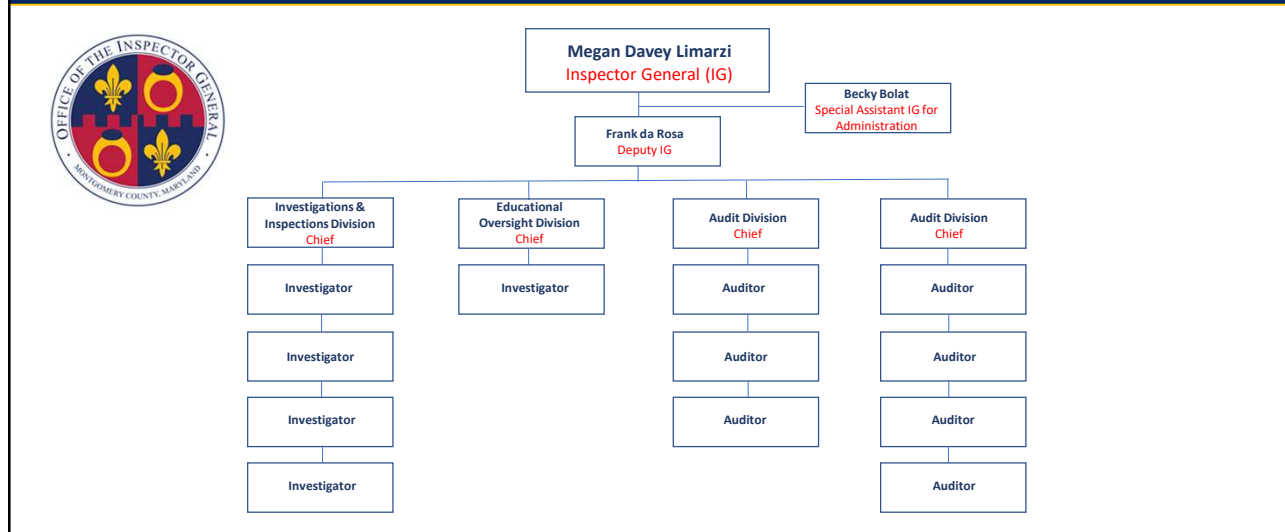 OFFICE OF THE INSPECTOR GENERAL
• MONTGOMERY COUNTY, MARYLAND •
Megan Davey Limarzi
Inspector General (IG)
Becky Bolat
Special Assistant IG for
Administration
Frank da Rosa
Deputy IG
Investigations &
Inspections Division
Chief
Educational
Oversight Division
Chief
Audit Division
Chief
Audit Division
Chief
Investigator
Investigator
Auditor
Auditor
Investigator
Auditor
Auditor
Investigator
Auditor
Auditor
Investigator
Auditor